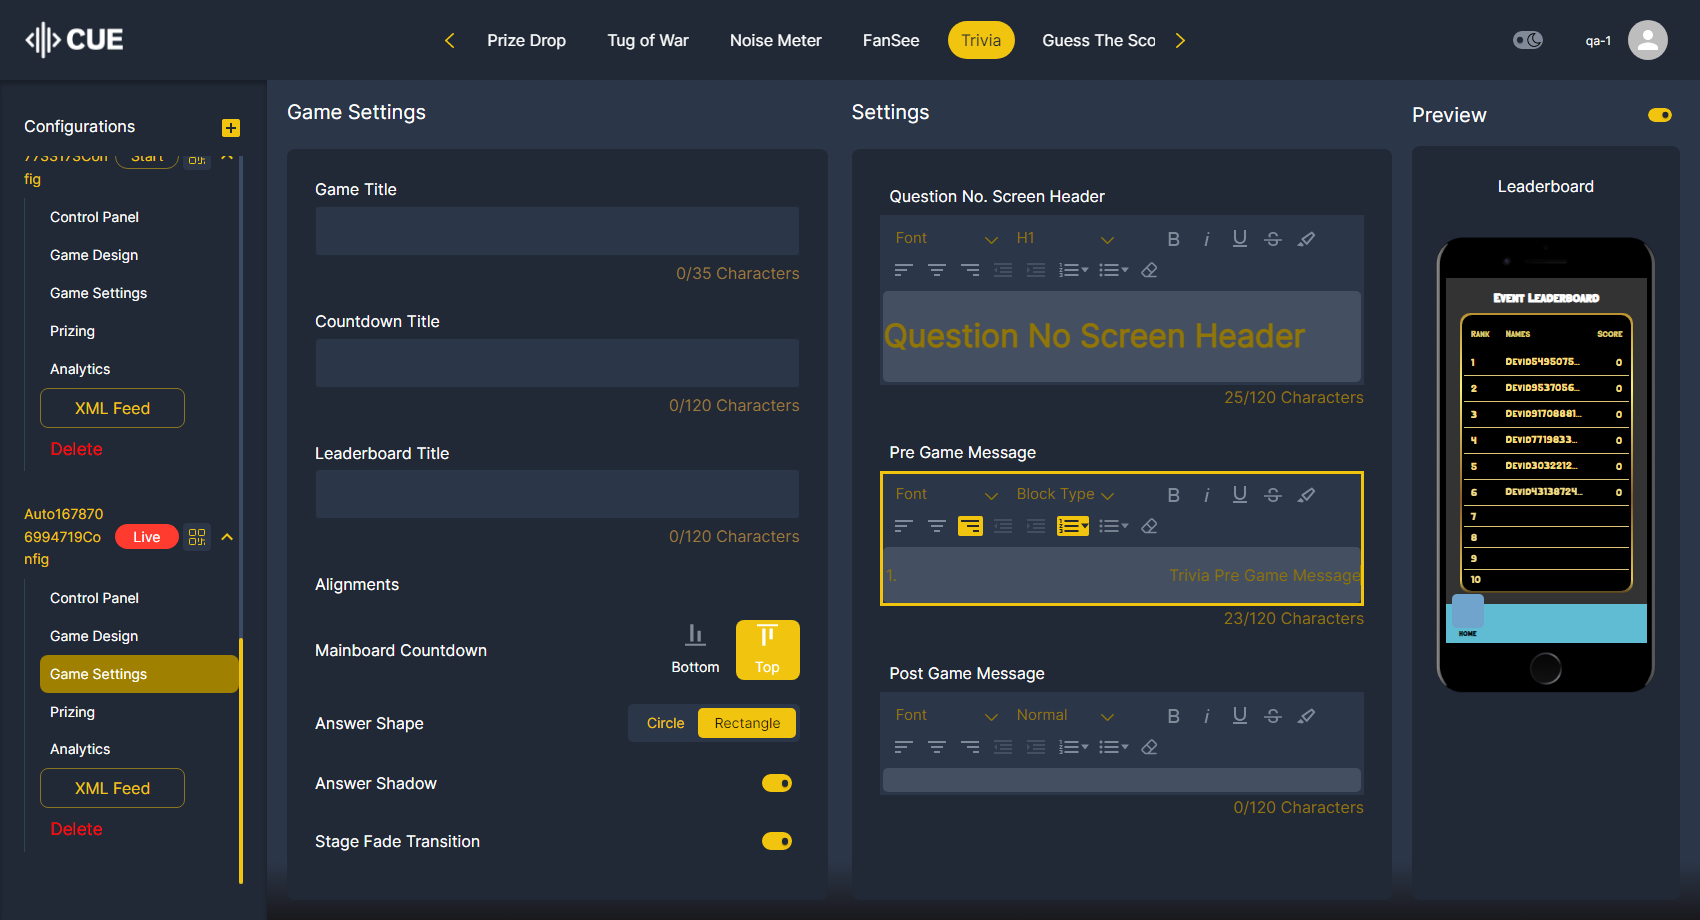 CUE
Prize Drop
Tug of War
Noise Meter
FanSee
Trivia
Guess The Sco
qa-1
Configurations
7733173Con
fig
Start
Control Panel
Game Design
Game Settings
Prizing
Analytics
XML Feed
Delete
Auto167870
6994719Co
nfig
Live
Control Panel
Game Design
Game Settings
Prizing
Analytics
XML Feed
Delete
Game Settings
Game Title
0/35 Characters
Countdown Title
0/120 Characters
Leaderboard Title
0/120 Characters
Alignments
Mainboard Countdown
Bottom
Top
Answer Shape
Circle
Rectangle
Answer Shadow
Stage Fade Transition
Settings
Question No. Screen Header
Font
H1
B i U S
Question No Screen Header
25/120 Characters
Pre Game Message
Font
Block Type
B i U S
1. Trivia Pre Game Message
23/120 Characters
Post Game Message
Font
Normal
B i U S
0/120 Characters
Preview
Leaderboard
Event Leaderboard
Rank Names Score
1 Devid5495075... 0
2 Devid9537056... 0
3 Devid91708881... 0
4 Devid7719833... 0
5 Devid3032212... 0
6 Devid43138724... 0
7
8
9
10
Home